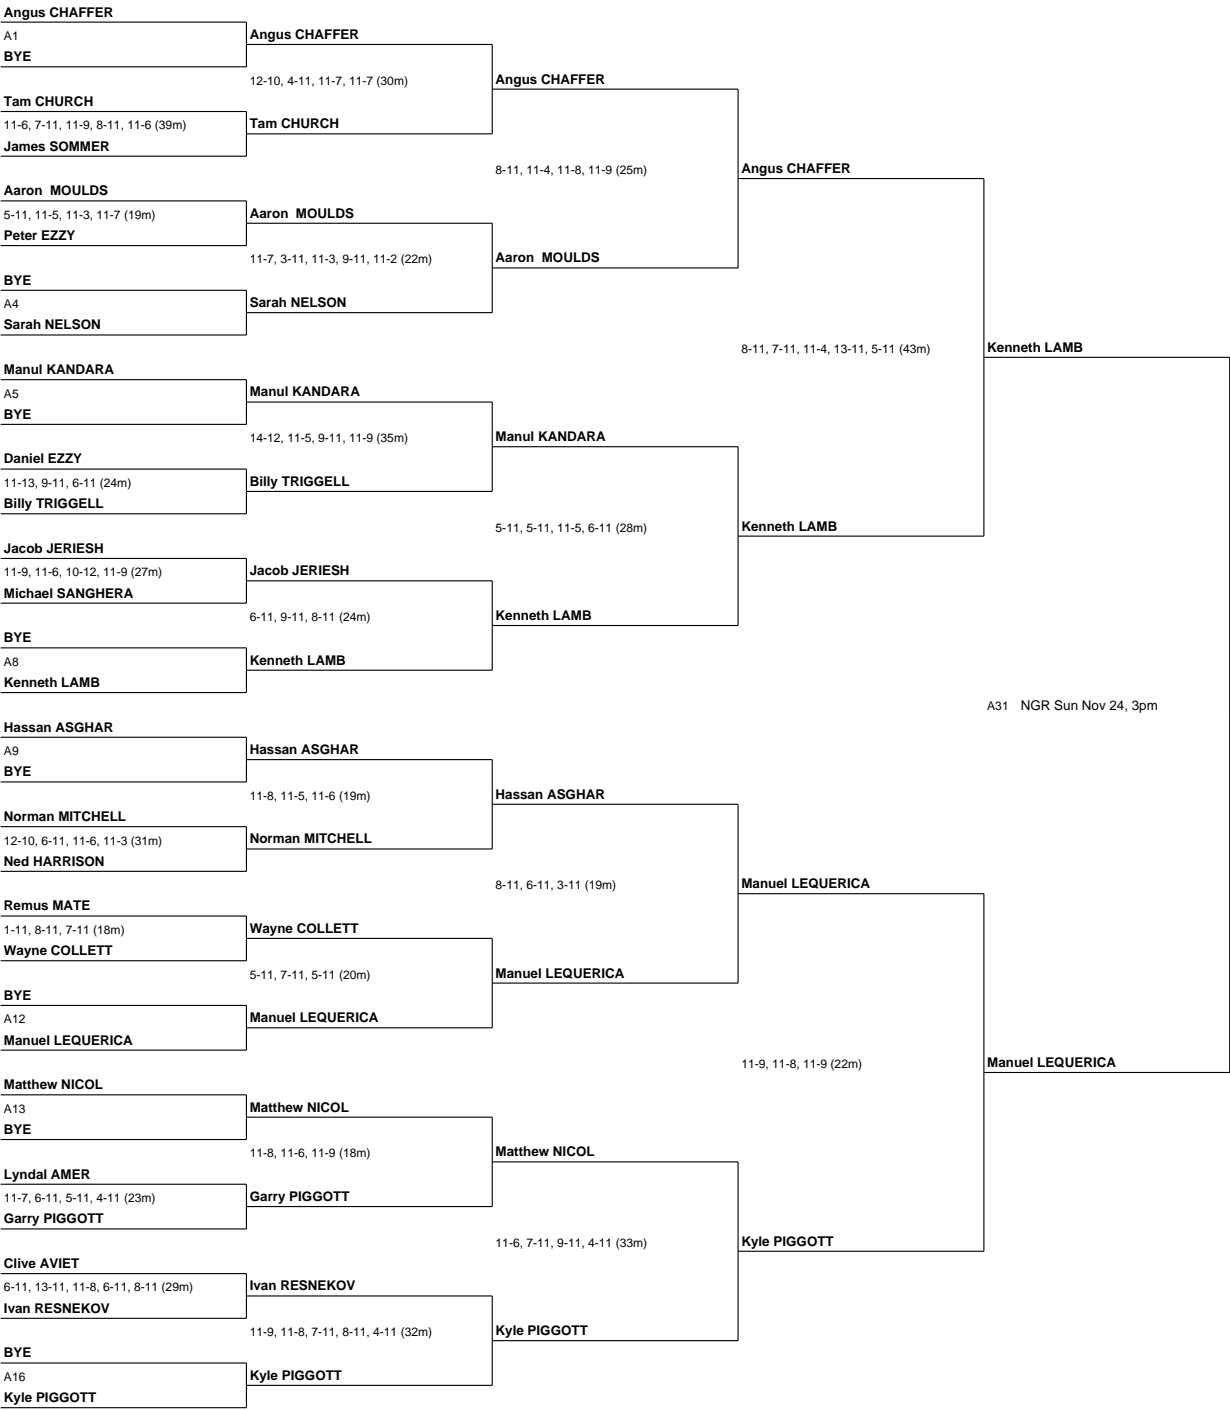 Angus CHAFFER
A1
BYE
Tam CHURCH
11-6, 7-11, 11-9, 8-11, 11-6 (39m)
James SOMMER
Aaron  MOULDS
5-11, 11-5, 11-3, 11-7 (19m)
Peter EZZY
BYE
A4
Sarah NELSON
Manul KANDARA
A5
BYE
Daniel EZZY
11-13, 9-11, 6-11 (24m)
Billy TRIGGELL
Jacob JERIESH
11-9, 11-6, 10-12, 11-9 (27m)
Michael SANGHERA
BYE
A8
Kenneth LAMB
Hassan ASGHAR
A9
BYE
Norman MITCHELL
12-10, 6-11, 11-6, 11-3 (31m)
Ned HARRISON
Remus MATE
1-11, 8-11, 7-11 (18m)
Wayne COLLETT
BYE
A12
Manuel LEQUERICA
Matthew NICOL
A13
BYE
Lyndal AMER
11-7, 6-11, 5-11, 4-11 (23m)
Garry PIGGOTT
Clive AVIET
6-11, 13-11, 11-8, 6-11, 8-11 (29m)
Ivan RESNEKOV
BYE
A16
Kyle PIGGOTT
Angus CHAFFER
12-10, 4-11, 11-7, 11-7 (30m)
Tam CHURCH
Aaron  MOULDS
11-7, 3-11, 11-3, 9-11, 11-2 (22m)
Sarah NELSON
Manul KANDARA
14-12, 11-5, 9-11, 11-9 (35m)
Billy TRIGGELL
Jacob JERIESH
6-11, 9-11, 8-11 (24m)
Kenneth LAMB
Hassan ASGHAR
11-8, 11-5, 11-6 (19m)
Norman MITCHELL
Wayne COLLETT
5-11, 7-11, 5-11 (20m)
Manuel LEQUERICA
Matthew NICOL
11-8, 11-6, 11-9 (18m)
Garry PIGGOTT
Ivan RESNEKOV
11-9, 11-8, 7-11, 8-11, 4-11 (32m)
Kyle PIGGOTT
Angus CHAFFER
8-11, 11-4, 11-8, 11-9 (25m)
Aaron  MOULDS
Manul KANDARA
5-11, 5-11, 11-5, 6-11 (28m)
Kenneth LAMB
Hassan ASGHAR
8-11, 6-11, 3-11 (19m)
Manuel LEQUERICA
Matthew NICOL
11-6, 7-11, 9-11, 4-11 (33m)
Kyle PIGGOTT
Angus CHAFFER
8-11, 7-11, 11-4, 13-11, 5-11 (43m)
Kenneth LAMB
Manuel LEQUERICA
11-9, 11-8, 11-9 (22m)
Kyle PIGGOTT
Kenneth LAMB
A31 NGR Sun Nov 24, 3pm
Manuel LEQUERICA